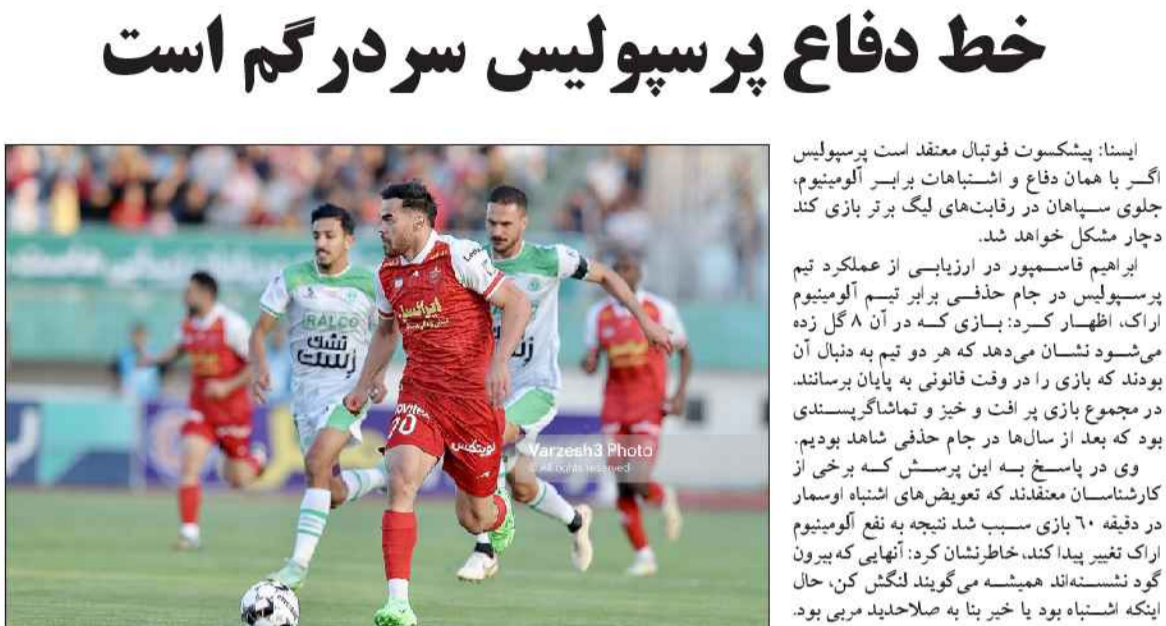 خط دفاع پرسپولیس سردرگم است
ایسنا: پیشکسوت فوتبال معتقد است پرسپولیس
اگر با همان دفاع و اشتباهات برابر آلومینیوم،
جلوی سپاهان در رقابت‌های لیگ برتر بازی کند
دچار مشکل خواهد شد.
ابراهیم قاسمپور در ارزیابی از عملکرد تیم
پرسپولیس در جام حذفی برابر تیم آلومینیوم
اراک، اظهار کرد: بازی که در آن ۸ گل زده
می‌شود نشان می‌دهد که هر دو تیم به دنبال آن
بودند که بازی را در وقت قانونی به پایان برسانند.
در مجموع بازی پر افت و خیز و تماشاگرپسندی
بود که بعد از سال‌ها در جام حذفی شاهد بودیم.
وی در پاسخ به این پرسش که برخی از
کارشناسان معتقدند که تعویض‌های اشتباه اوسمار
در دقیقه ۶۰ بازی سبب شد نتیجه به نفع آلومینیوم
اراک تغییر پیدا کند، خاطرنشان کرد: آنهایی که بیرون
گود نشسته‌اند همیشه می‌گویند لنگش کن، حال
اینکه اشتباه بود یا خیر بنا به صلاحدید مربی بود.
IRALCO
Varzesh3 Photo
© All rights reserved